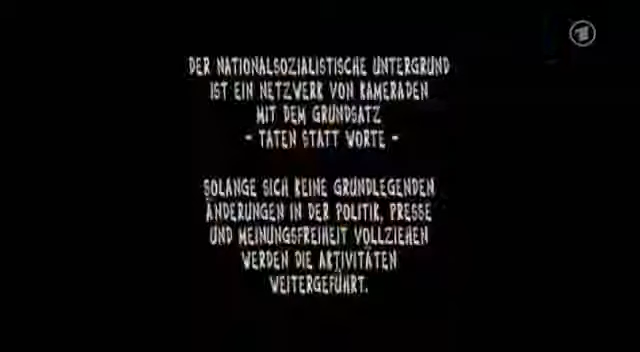 DER NATIONALSOZIALISTISCHE UNTERGRUND
IST EIN NETZWERK VON KAMERADEN
MIT DEM GRUNDSATZ
- TATEN STATT WORTE -
SOLANGE SICH KEINE GRUNDLEGENDEN
ÄNDERUNGEN IN DER POLITIK, PRESSE
UND MEINUNGSFREIHEIT VOLLZIEHEN
WERDEN DIE AKTIVITÄTEN
WEITERGEFÜHRT.
1